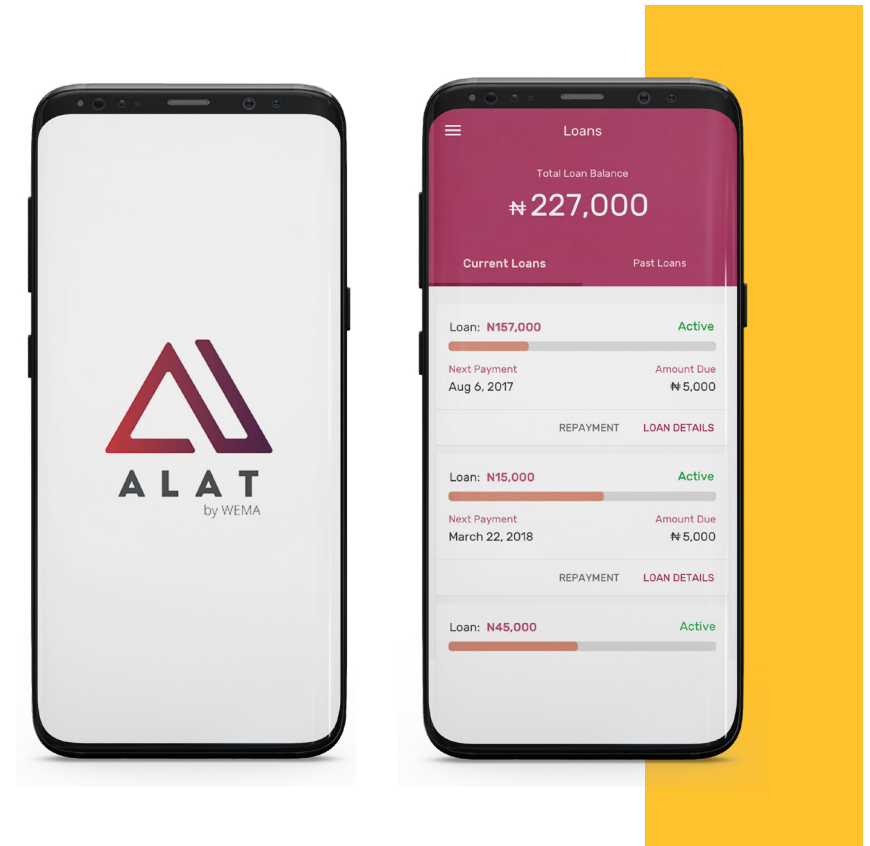 ALAT
by WEMA
Loans
Total Loan Balance
₦227,000
Current Loans Past Loans
Loan: N157,000 Active
Next Payment Amount Due
Aug 6, 2017 ₦5,000
REPAYMENT LOAN DETAILS
Loan: N15,000 Active
Next Payment Amount Due
March 22, 2018 ₦5,000
REPAYMENT LOAN DETAILS
Loan: N45,000 Active